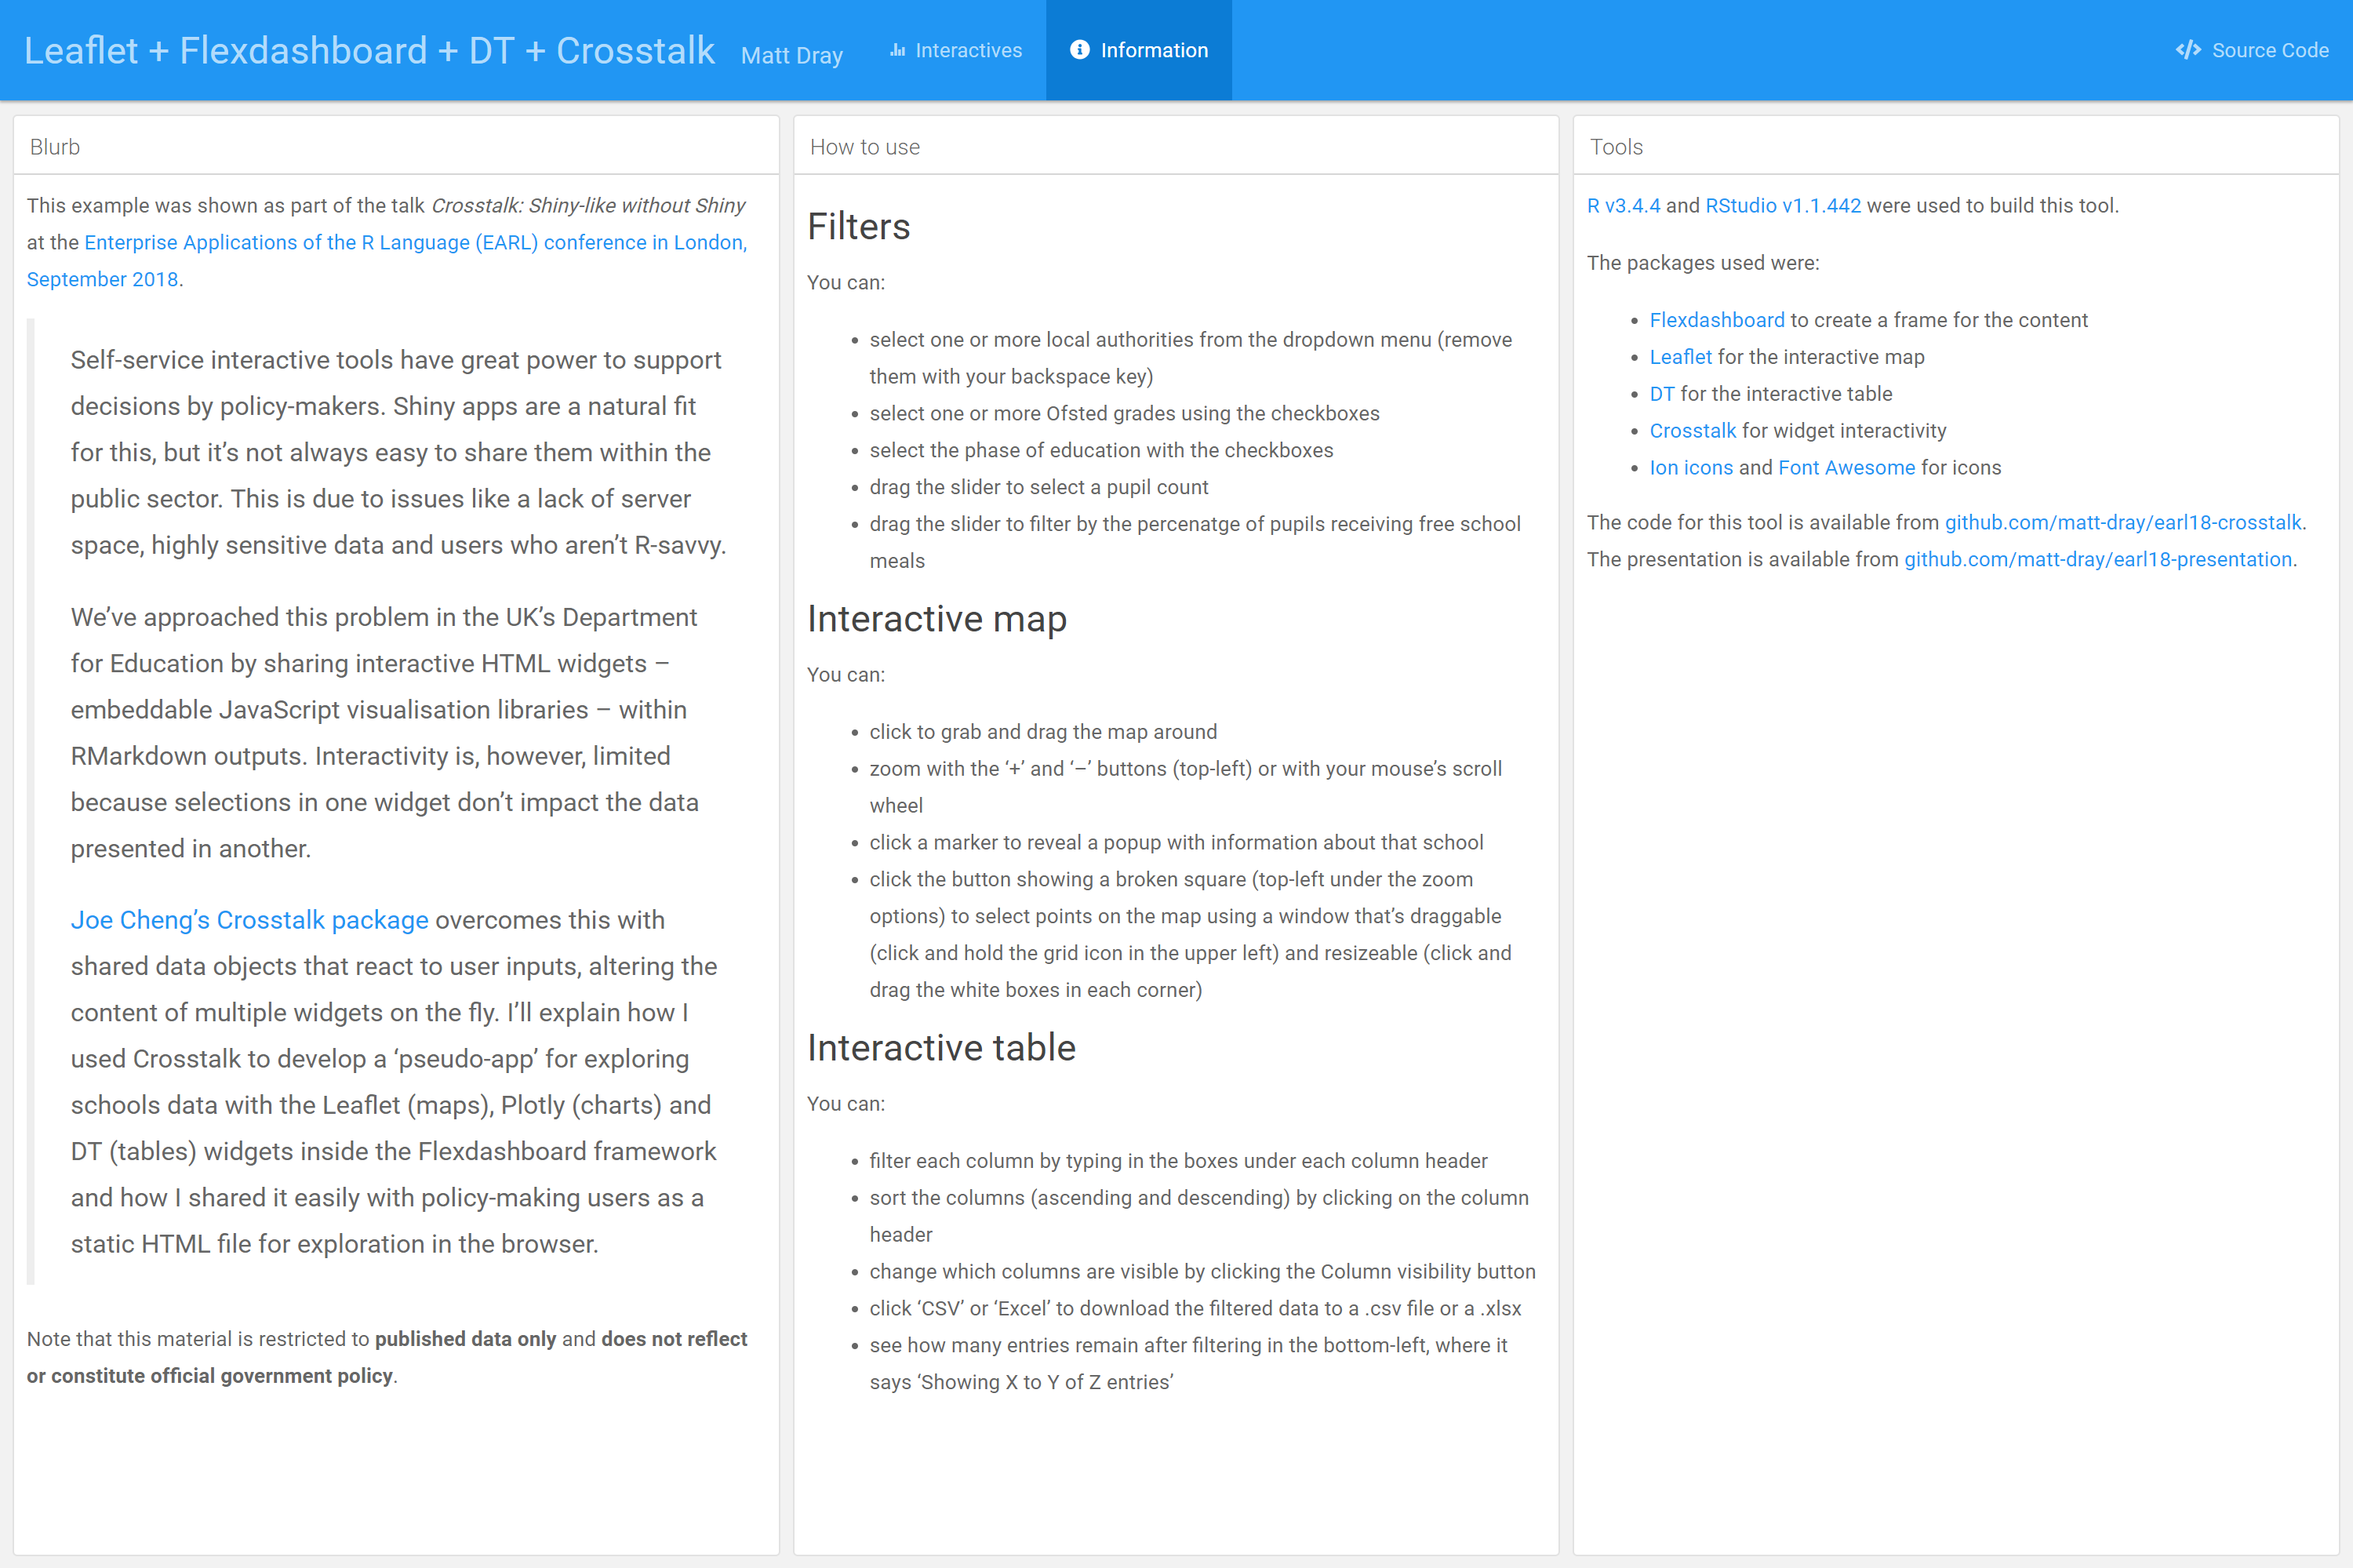 Leaflet + Flexdashboard + DT + Crosstalk Matt Dray Interactives Information Source Code
Blurb
This example was shown as part of the talk Crosstalk: Shiny-like without Shiny
at the Enterprise Applications of the R Language (EARL) conference in London,
September 2018.
Self-service interactive tools have great power to support
decisions by policy-makers. Shiny apps are a natural fit
for this, but it’s not always easy to share them within the
public sector. This is due to issues like a lack of server
space, highly sensitive data and users who aren’t R-savvy.
We’ve approached this problem in the UK’s Department
for Education by sharing interactive HTML widgets –
embeddable JavaScript visualisation libraries – within
RMarkdown outputs. Interactivity is, however, limited
because selections in one widget don’t impact the data
presented in another.
Joe Cheng’s Crosstalk package overcomes this with
shared data objects that react to user inputs, altering the
content of multiple widgets on the fly. I’ll explain how I
used Crosstalk to develop a ‘pseudo-app’ for exploring
schools data with the Leaflet (maps), Plotly (charts) and
DT (tables) widgets inside the Flexdashboard framework
and how I shared it easily with policy-making users as a
static HTML file for exploration in the browser.
Note that this material is restricted to published data only and does not reflect
or constitute official government policy.
How to use
Filters
You can:
• select one or more local authorities from the dropdown menu (remove
them with your backspace key)
• select one or more Ofsted grades using the checkboxes
• select the phase of education with the checkboxes
• drag the slider to select a pupil count
• drag the slider to filter by the percenatge of pupils receiving free school
meals
Interactive map
You can:
• click to grab and drag the map around
• zoom with the ‘+’ and ‘–’ buttons (top-left) or with your mouse’s scroll
wheel
• click a marker to reveal a popup with information about that school
• click the button showing a broken square (top-left under the zoom
options) to select points on the map using a window that’s draggable
(click and hold the grid icon in the upper left) and resizeable (click and
drag the white boxes in each corner)
Interactive table
You can:
• filter each column by typing in the boxes under each column header
• sort the columns (ascending and descending) by clicking on the column
header
• change which columns are visible by clicking the Column visibility button
• click ‘CSV’ or ‘Excel’ to download the filtered data to a .csv file or a .xlsx
• see how many entries remain after filtering in the bottom-left, where it
says ‘Showing X to Y of Z entries’
Tools
R v3.4.4 and RStudio v1.1.442 were used to build this tool.
The packages used were:
• Flexdashboard to create a frame for the content
• Leaflet for the interactive map
• DT for the interactive table
• Crosstalk for widget interactivity
• Ion icons and Font Awesome for icons
The code for this tool is available from github.com/matt-dray/earl18-crosstalk.
The presentation is available from github.com/matt-dray/earl18-presentation.